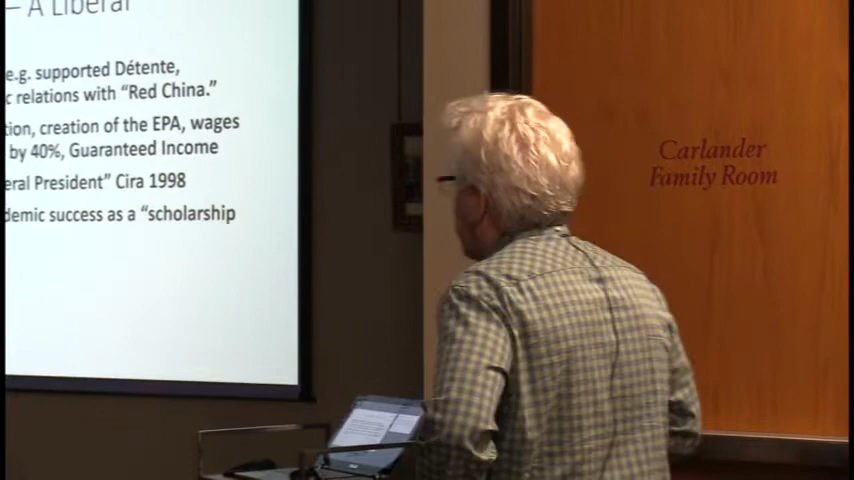 – A Liberal
e.g. supported Détente,
c relations with “Red China.”
tion, creation of the EPA, wages
by 40%, Guaranteed Income
eral President” Cira 1998
demic success as a “scholarship
Carlander
Family Room